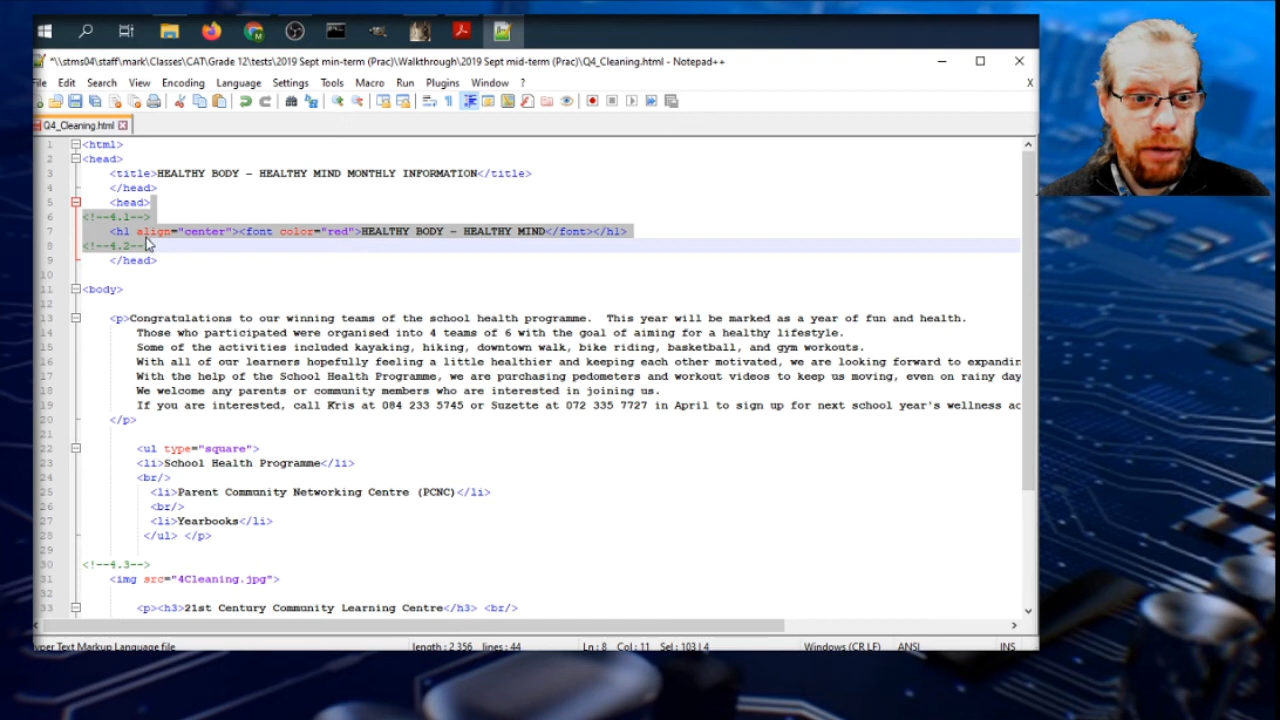 *\\stms04\staff\mark\Classes\CAT\Grade 12\tests\2019 Sept min-term (Prac)\Walkthrough\2019 Sept mid-term (Prac)\Q4_Cleaning.html - Notepad++
File Edit Search View Encoding Language Settings Tools Macro Run Plugins Window ? X
Q4_Cleaning.html
1 <html>
2 <head>
3 <title>HEALTHY BODY - HEALTHY MIND MONTHLY INFORMATION</title>
4 </head>
5 <head>
6 <!--4.1-->
7 <h1 align="center"><font color="red">HEALTHY BODY - HEALTHY MIND</font></h1>
8 <!--4.2--
9 </head>
10
11 <body>
12
13 <p>Congratulations to our winning teams of the school health programme. This year will be marked as a year of fun and health.
14 Those who participated were organised into 4 teams of 6 with the goal of aiming for a healthy lifestyle.
15 Some of the activities included kayaking, hiking, downtown walk, bike riding, basketball, and gym workouts.
16 With all of our learners hopefully feeling a little healthier and keeping each other motivated, we are looking forward to expandin
17 With the help of the School Health Programme, we are purchasing pedometers and workout videos to keep us moving, even on rainy day
18 We welcome any parents or community members who are interested in joining us.
19 If you are interested, call Kris at 084 233 5745 or Suzette at 072 335 7727 in April to sign up for next school year's wellness ac
20 </p>
21
22 <ul type="square">
23 <li>School Health Programme</li>
24 <br/>
25 <li>Parent Community Networking Centre (PCNC)</li>
26 <br/>
27 <li>Yearbooks</li>
28 </ul> </p>
29
30 <!--4.3-->
31 <img src="4Cleaning.jpg">
32
33 <p><h3>21st Century Community Learning Centre</h3> <br/>
yper Text Markup Language file length : 2 356 lines : 44 Ln : 8 Col : 11 Sel : 103 | 4 Windows (CR LF) ANSI INS